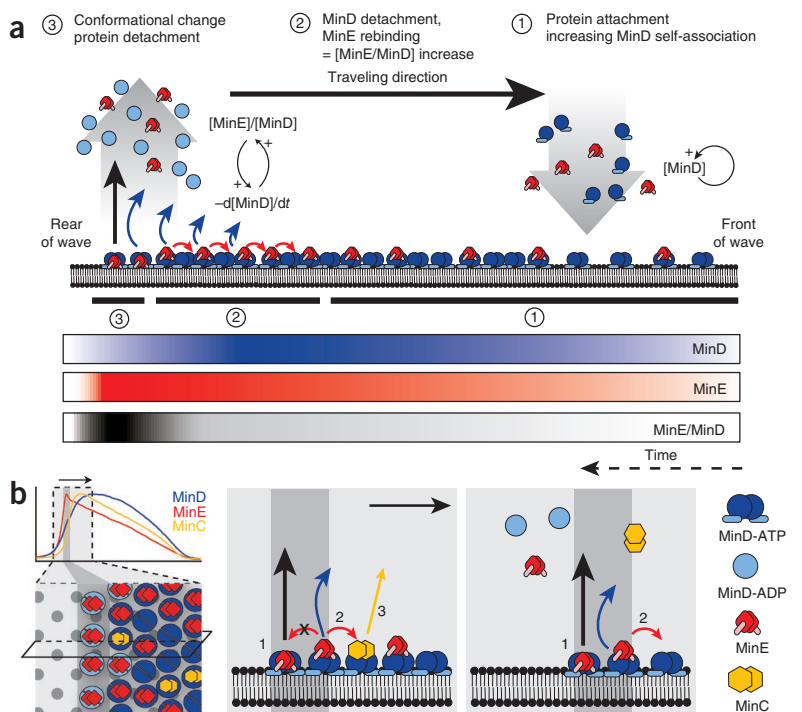 a
③ Conformational change
protein detachment
② MinD detachment,
MinE rebinding
= [MinE/MinD] increase
① Protein attachment
increasing MinD self-association
Traveling direction
[MinE]/[MinD]
+
+
–d[MinD]/dt
+
[MinD]
Rear
of wave
Front
of wave
③
②
①
MinD
MinE
MinE/MinD
Time
b
MinD
MinE
MinC
1
X
2
3
1
2
MinD-ATP
MinD-ADP
MinE
MinC